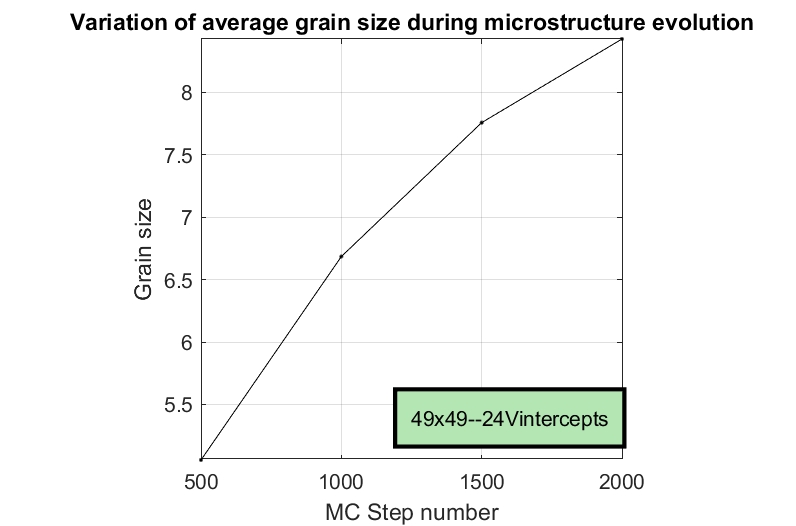 Variation of average grain size during microstructure evolution
8
7.5
7
6.5
6
5.5
Grain size
49x49--24Vintercepts
500 1000 1500 2000
MC Step number